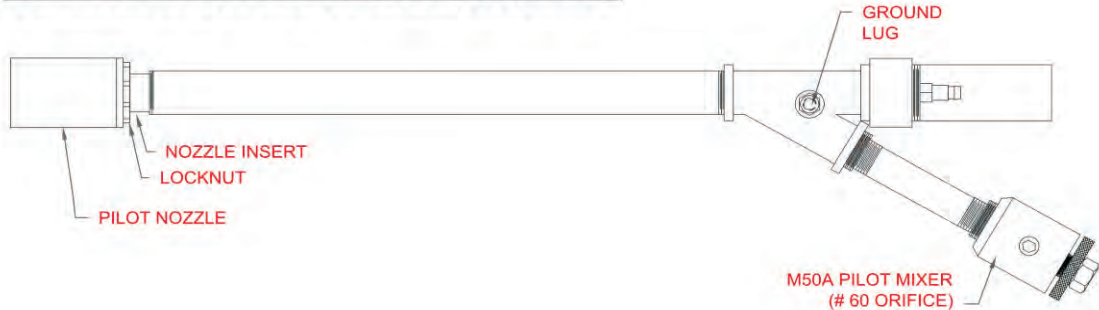 GROUND
LUG
NOZZLE INSERT
LOCKNUT
PILOT NOZZLE
M50A PILOT MIXER
(# 60 ORIFICE)